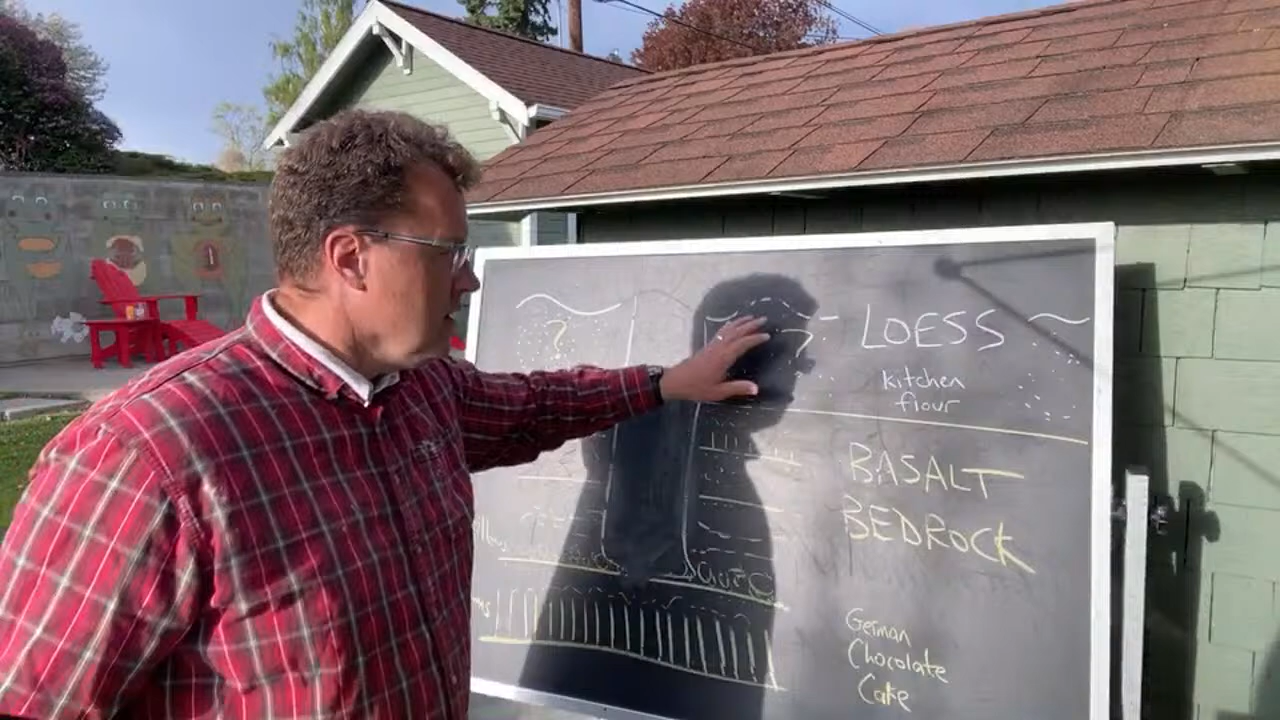 ?
?
LOESS
kitchen
flour
BASALT
BEDROCK
German
Chocolate
Cake